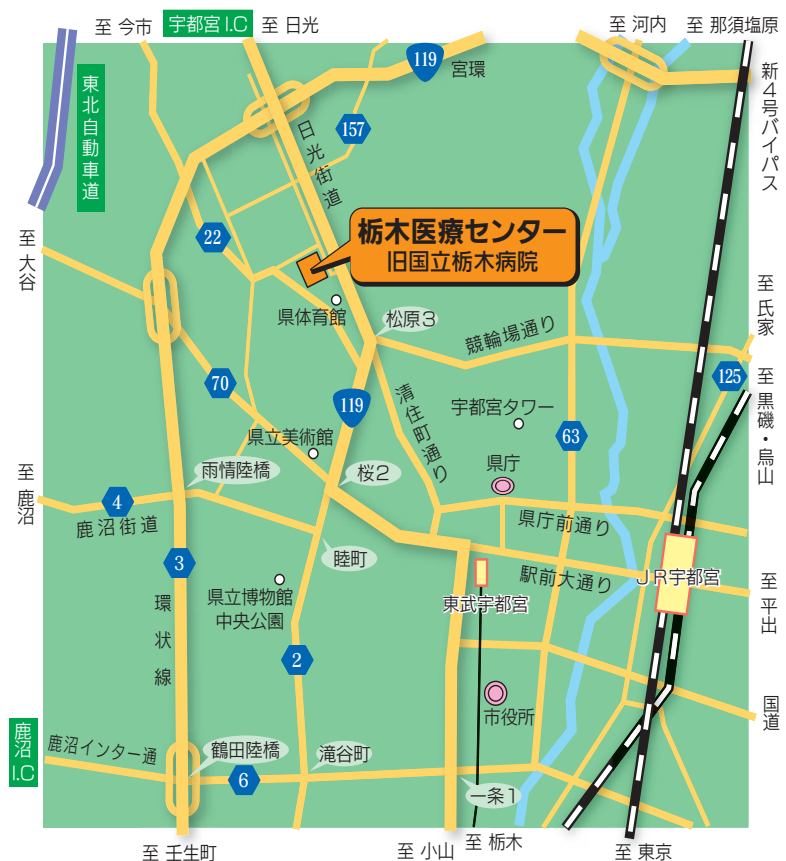 至 今市
宇都宮 I.C
至 日光
至 河内
至 那須塩原
119
宮環
東北自動車道
157
日光街道
新4号バイパス
22
栃木医療センター
旧国立栃木病院
至 大谷
県体育館
松原3
競輪場通り
至 氏家
70
119
清住町通り
125
至 黒磯・烏山
宇都宮タワー
63
県立美術館
雨情陸橋
桜2
県庁
至 鹿沼
4
鹿沼街道
県庁前通り
3
睦町
駅前大通り
JR宇都宮
環状線
県立博物館
中央公園
東武宇都宮
至 平出
2
市役所
国道
鹿沼 I.C
鹿沼インター通
鶴田陸橋
滝谷町
6
一条1
至 壬生町
至 小山
至 栃木
至 東京